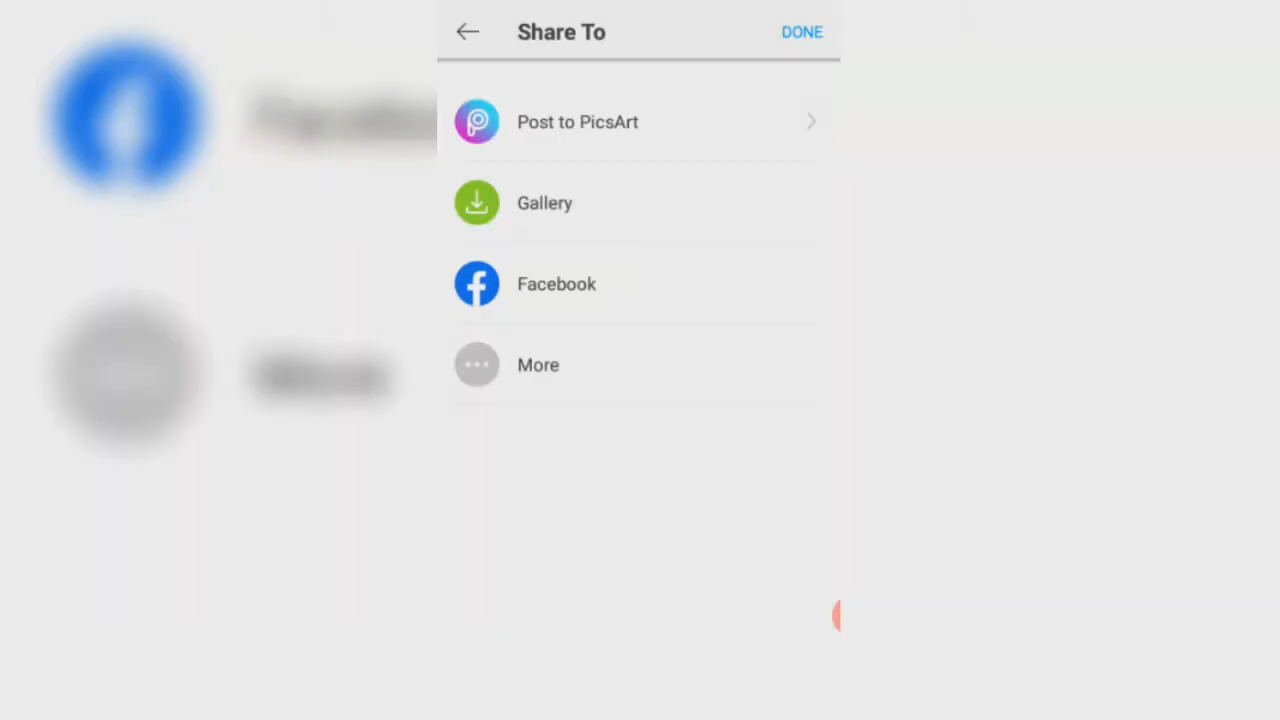 Share To
DONE
Post to PicsArt
Gallery
Facebook
More